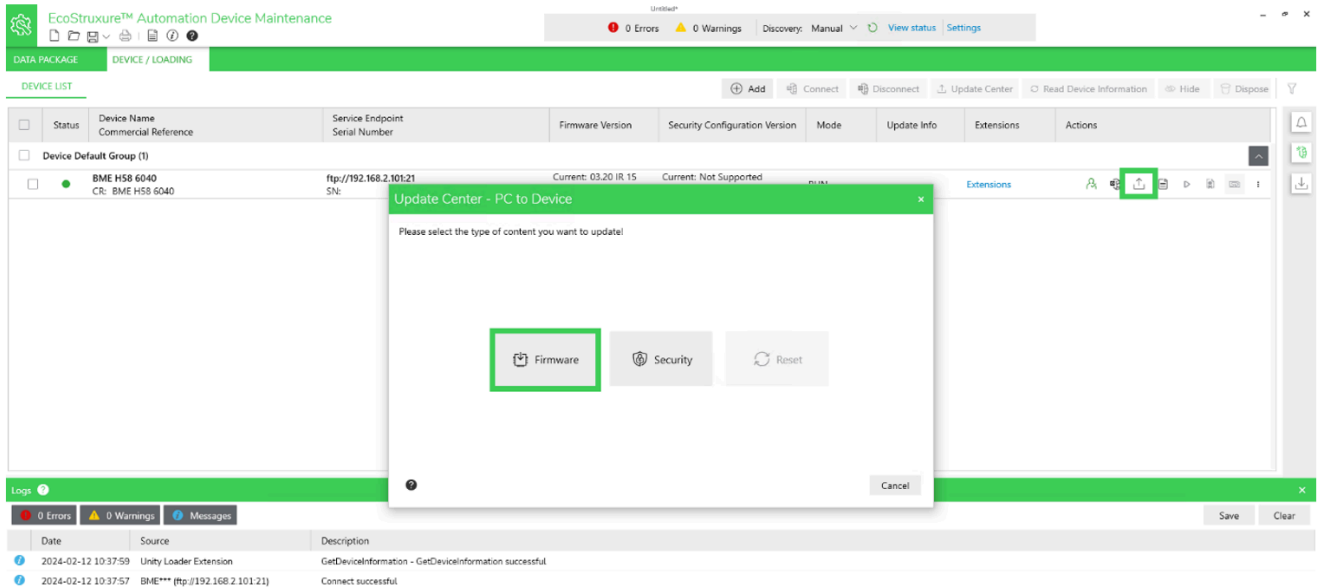 Untitled*
EcoStruxure™ Automation Device Maintenance
0 Errors 0 Warnings Discovery: Manual View status Settings
DATA PACKAGE DEVICE / LOADING
DEVICE LIST
Add Connect Disconnect Update Center Read Device Information Hide Dispose
Status Device Name Service Endpoint Firmware Version Security Configuration Version Mode Update Info Extensions Actions
Commercial Reference Serial Number
Device Default Group (1)
BME H58 6040 ftp://192.168.2.101:21 Current: 03.20 IR 15 Current: Not Supported
CR: BME H58 6040 SN: Extensions
Update Center - PC to Device
Please select the type of content you want to update!
Firmware Security Reset
Cancel
Logs
0 Errors 0 Warnings Messages Save Clear
Date Source Description
2024-02-12 10:37:59 Unity Loader Extension GetDeviceInformation - GetDeviceInformation successful
2024-02-12 10:37:57 BME*** (ftp://192.168.2.101:21) Connect successful